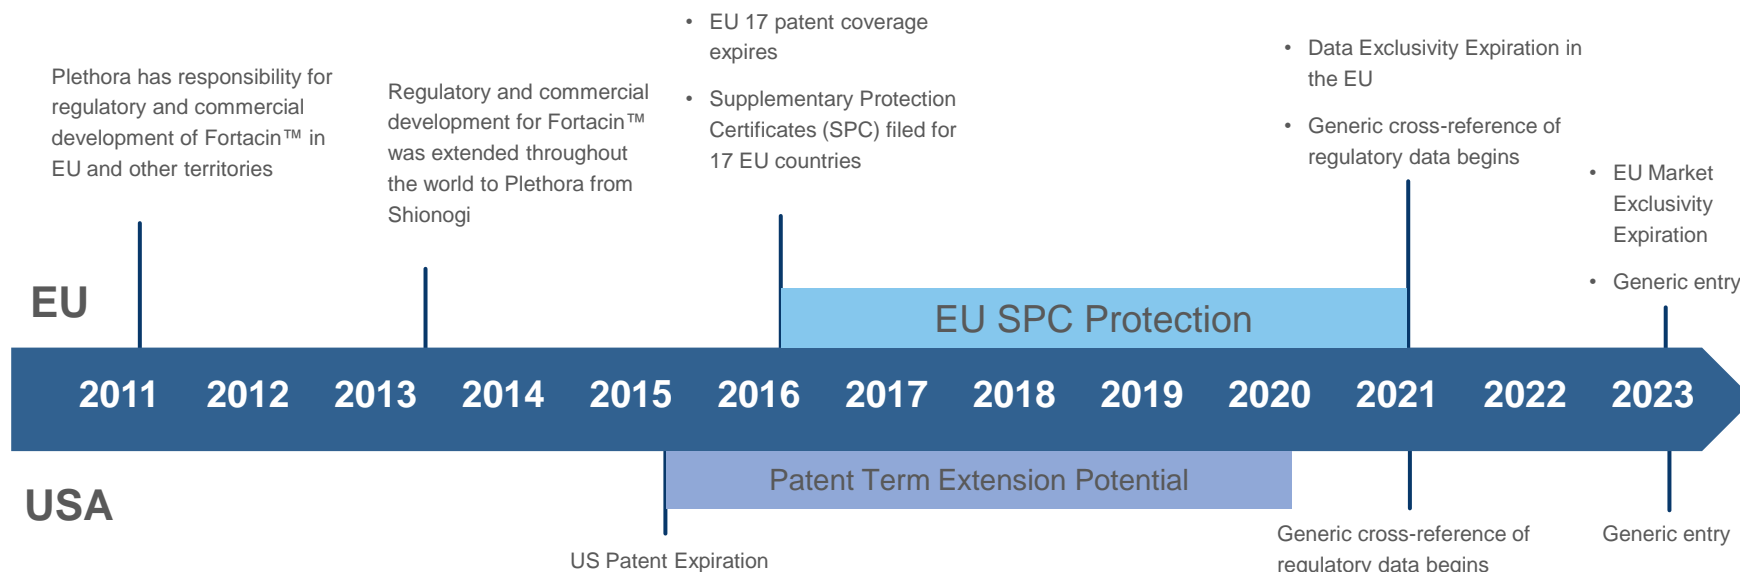 Plethora has responsibility for
regulatory and commercial
development of Fortacin™ in
EU and other territories
Regulatory and commercial
development for Fortacin™
was extended throughout
the world to Plethora from
Shionogi
• EU 17 patent coverage
expires
• Supplementary Protection
Certificates (SPC) filed for
17 EU countries
• Data Exclusivity Expiration in
the EU
• Generic cross-reference of
regulatory data begins
• EU Market
Exclusivity
Expiration
• Generic entry
EU
EU SPC Protection
2011 2012 2013 2014 2015 2016 2017 2018 2019 2020 2021 2022 2023
USA
Patent Term Extension Potential
US Patent Expiration
Generic cross-reference of
regulatory data begins
Generic entry